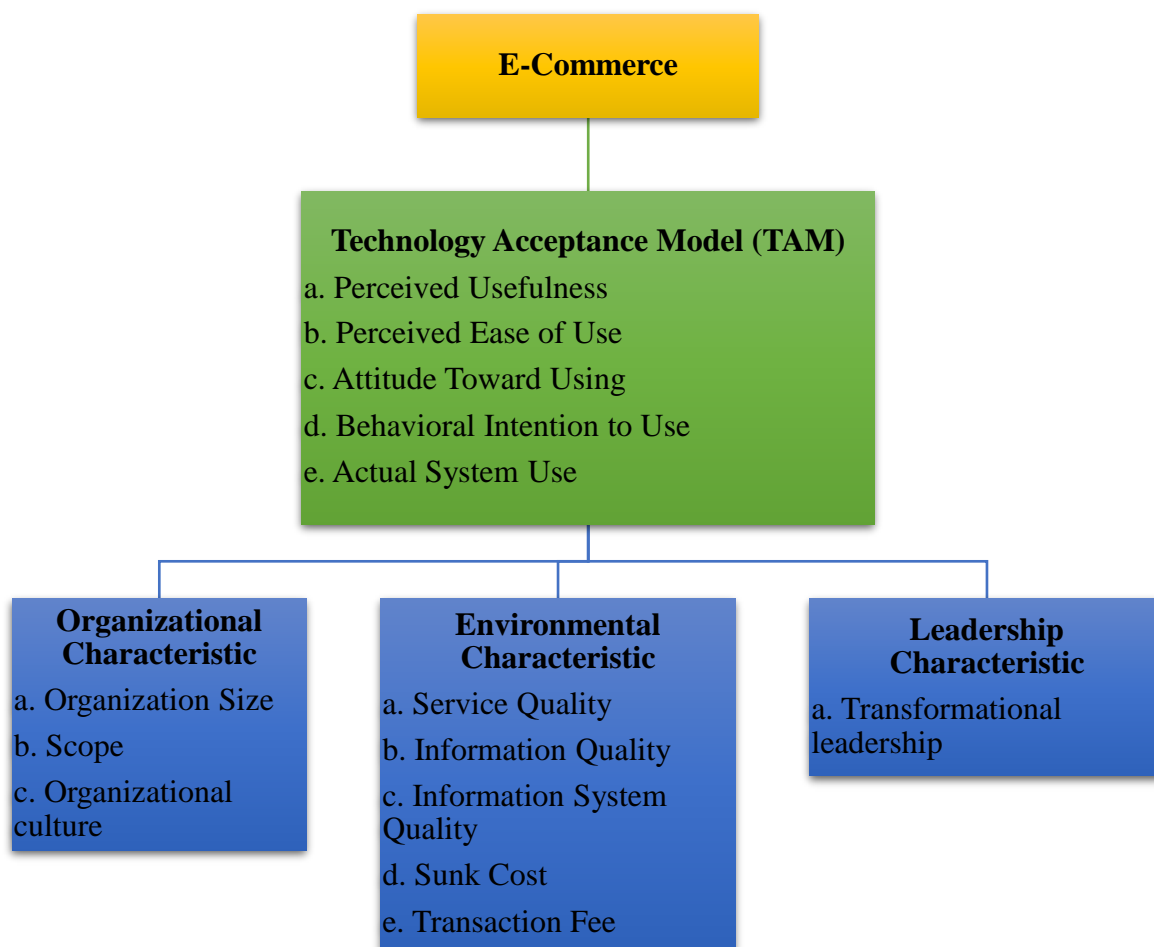 E-Commerce
Technology Acceptance Model (TAM)
a. Perceived Usefulness
b. Perceived Ease of Use
c. Attitude Toward Using
d. Behavioral Intention to Use
e. Actual System Use
Organizational
Characteristic
a. Organization Size
b. Scope
c. Organizational
culture
Environmental
Characteristic
a. Service Quality
b. Information Quality
c. Information System
Quality
d. Sunk Cost
e. Transaction Fee
Leadership
Characteristic
a. Transformational
leadership